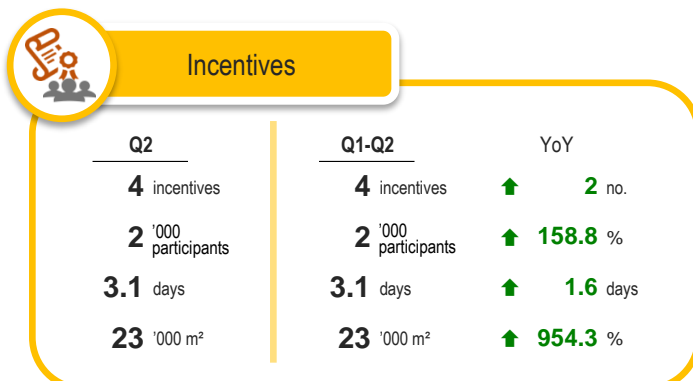 Incentives
Q2 Q1-Q2 YoY
4 incentives 4 incentives 2 no.
2 '000 participants 2 '000 participants 158.8 %
3.1 days 3.1 days 1.6 days
23 '000 m² 23 '000 m² 954.3 %